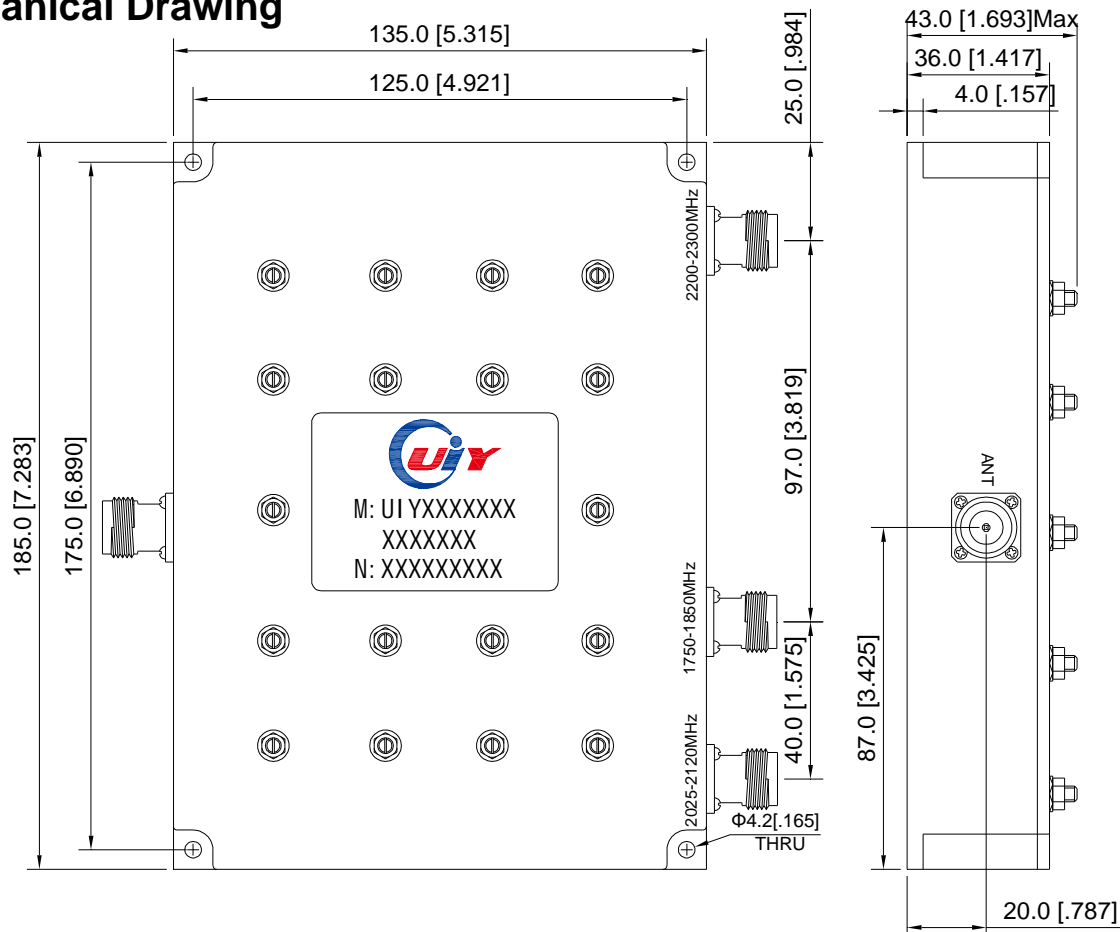 anical Drawing
135.0 [5.315]
125.0 [4.921]
25.0 [.984]
43.0 [1.693]Max
36.0 [1.417]
4.0 [.157]
2200-2300MHz
185.0 [7.283]
175.0 [6.890]
97.0 [3.819]
UiY
M: UIYXXXXXXX
XXXXXXX
N: XXXXXXXXX
ANT
1750-1850MHz
40.0 [1.575]
87.0 [3.425]
2025-2120MHz
Φ4.2[.165]
THRU
20.0 [.787]